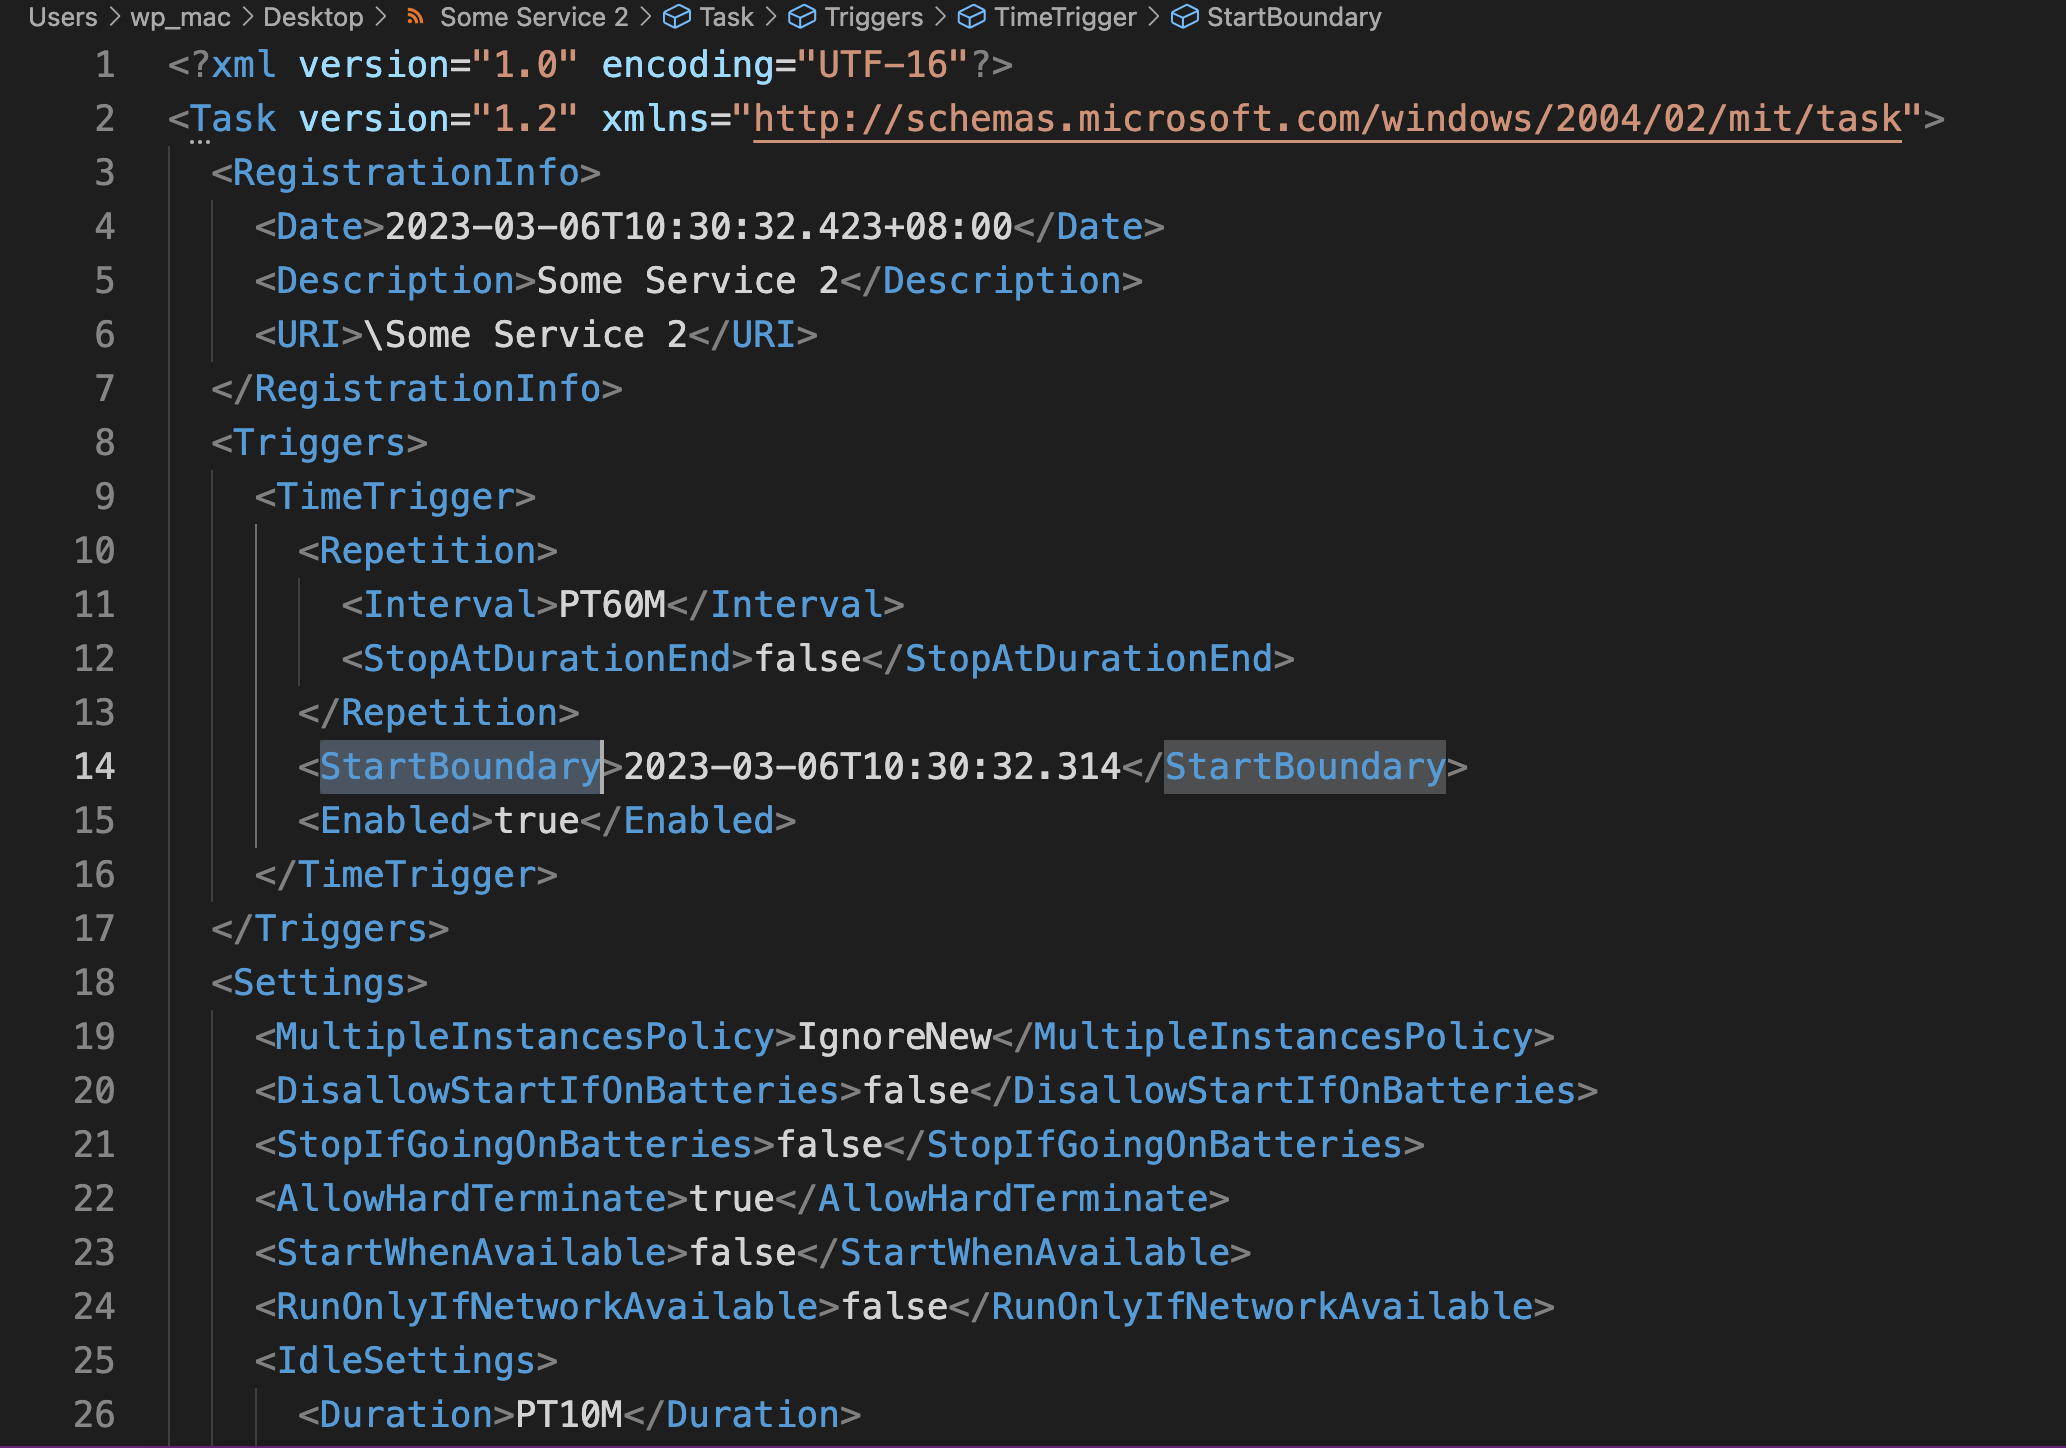 Users > wp_mac > Desktop > Some Service 2 > Task > Triggers > TimeTrigger > StartBoundary
1 <?xml version="1.0" encoding="UTF-16"?>
2 <Task version="1.2" xmlns="http://schemas.microsoft.com/windows/2004/02/mit/task">
3 <RegistrationInfo>
4 <Date>2023-03-06T10:30:32.423+08:00</Date>
5 <Description>Some Service 2</Description>
6 <URI>\Some Service 2</URI>
7 </RegistrationInfo>
8 <Triggers>
9 <TimeTrigger>
10 <Repetition>
11 <Interval>PT60M</Interval>
12 <StopAtDurationEnd>false</StopAtDurationEnd>
13 </Repetition>
14 <StartBoundary>2023-03-06T10:30:32.314</StartBoundary>
15 <Enabled>true</Enabled>
16 </TimeTrigger>
17 </Triggers>
18 <Settings>
19 <MultipleInstancesPolicy>IgnoreNew</MultipleInstancesPolicy>
20 <DisallowStartIfOnBatteries>false</DisallowStartIfOnBatteries>
21 <StopIfGoingOnBatteries>false</StopIfGoingOnBatteries>
22 <AllowHardTerminate>true</AllowHardTerminate>
23 <StartWhenAvailable>false</StartWhenAvailable>
24 <RunOnlyIfNetworkAvailable>false</RunOnlyIfNetworkAvailable>
25 <IdleSettings>
26 <Duration>PT10M</Duration>